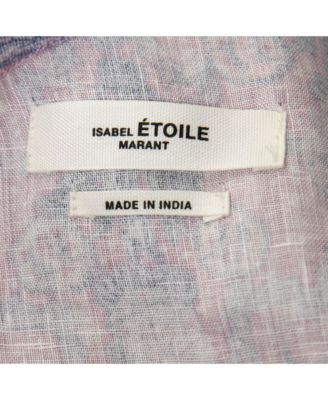 ISABEL ÉTOILE
MARANT
MADE IN INDIA